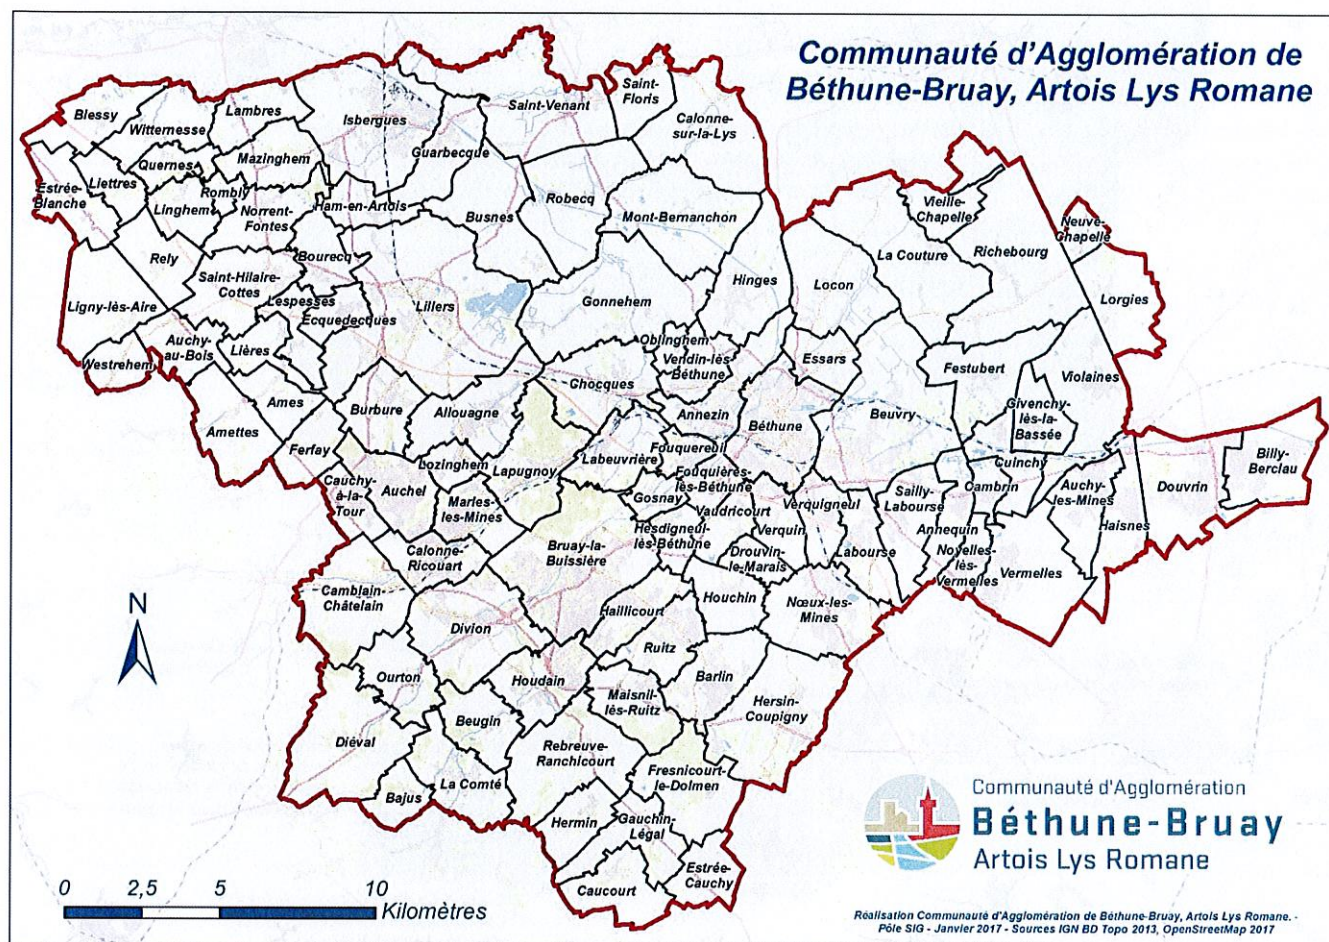 Communauté d'Agglomération de
Béthune-Bruay, Artois Lys Romane
Blessy
Witternesse
Lambres
Isbergues
Saint-Venant
Saint-
Floris
Calonne-
sur-la-Lys
Quernes
Mazinghem
Guarbecque
Estrée-
Blanche
Liettres
Linghem
Rombly
Norrent-
Fontes
Ham-en-Artois
Busnes
Robecq
Mont-Bernanchon
Vieille-
Chapelle
Neuve-
Chapelle
La Couture
Richebourg
Rely
Bourecq
Saint-Hilaire-
Cottes
Ligny-lès-Aire
Lespesses
Ecquedecques
Lillers
Gonnehem
Hinges
Locon
Lorgies
Westrehem
Auchy-
au-Bois
Lières
Oblinghem
Vendin-lès-
Béthune
Essars
Festubert
Violaines
Chocques
Ames
Burbure
Allouagne
Annezin
Béthune
Beuvry
Givenchy-
lès-la-
Bassée
Amettes
Ferfay
Lozinghem
Lapugnoy
Labeuvrière
Fouquereuil
Fouquières-
lès-Béthune
Billy-
Berclau
Cauchy-
à-la-
Tour
Auchel
Marles-
les-Mines
Gosnay
Vaudricourt
Verquigneul
Verquin
Sailly-
Labourse
Cuinchy
Cambrin
Auchy-
les-Mines
Douvrin
Haisnes
Annequin
Calonne-
Ricouart
Bruay-la-
Buissière
Hesdigneul-
lès-Béthune
Drouvin-
le-Marais
Labourse
Noyelles-
lès-
Vermelles
Vermelles
Camblain-
Châtelain
Divion
Haillicourt
Houchin
Nœux-les-
Mines
N
Ruitz
Ourton
Houdain
Maisnil-
lès-Ruitz
Barlin
Hersin-
Coupigny
Beugin
Diéval
Rebreuve-
Ranchicourt
Fresnicourt-
le-Dolmen
La Comté
Bajus
Hermin
Gauchin-
Légal
Estrée-
Cauchy
Caucourt
Communauté d'Agglomération
Béthune-Bruay
Artois Lys Romane
0 2,5 5 10
Kilomètres
Réalisation Communauté d'Agglomération de Béthune-Bruay, Artois Lys Romane. -
Pôle SIG - Janvier 2017 - Sources IGN BD Topo 2013, OpenStreetMap 2017